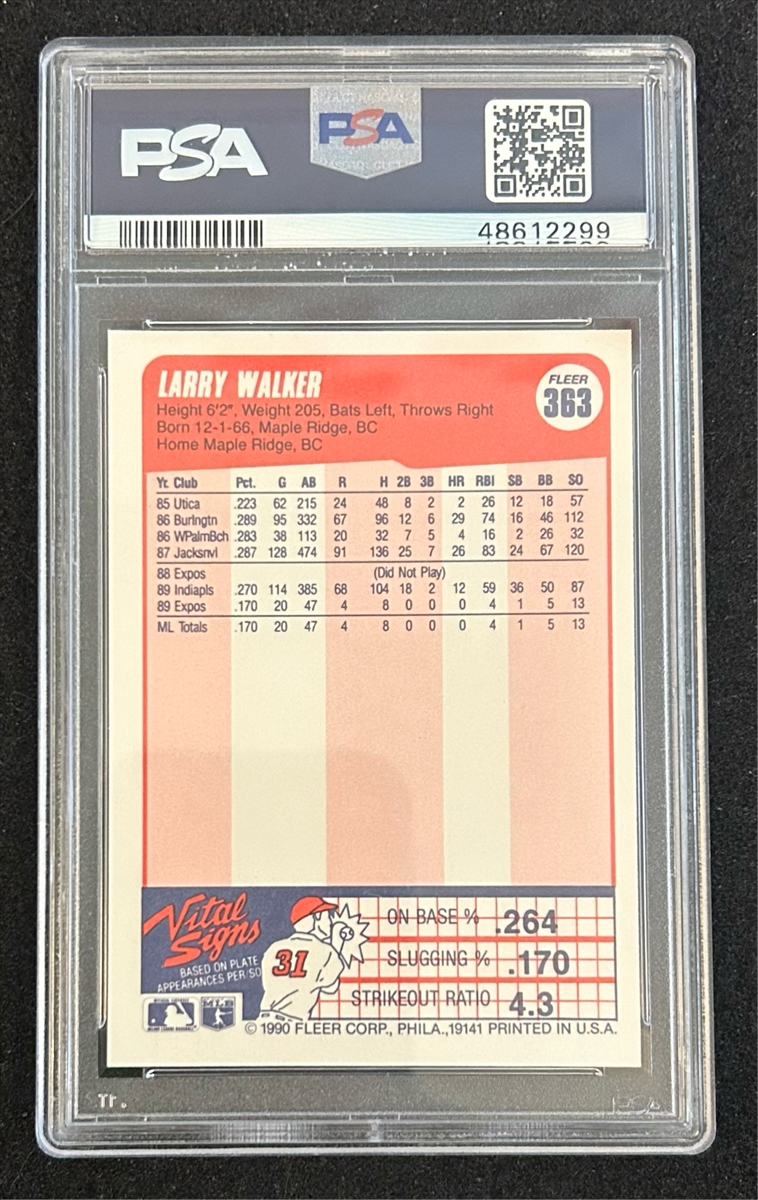 PSA
PSA
48612299
LARRY WALKER
FLEER
363
Height 6'2", Weight 205, Bats Left, Throws Right
Born 12-1-66, Maple Ridge, BC
Home Maple Ridge, BC
Yr. Club Pct. G AB R H 2B 3B HR RBI SB BB SO
85 Utica .223 62 215 24 48 8 2 2 26 12 18 57
86 Burlngtn .289 95 332 67 96 12 6 29 74 16 46 112
86 WPalmBch .283 38 113 20 32 7 5 4 16 2 26 32
87 Jacksnvl .287 128 474 91 136 25 7 26 83 24 67 120
88 Expos (Did Not Play)
89 Indiapls .270 114 385 68 104 18 2 12 59 36 50 87
89 Expos .170 20 47 4 8 0 0 0 4 1 5 13
ML Totals .170 20 47 4 8 0 0 0 4 1 5 13
Vital
Signs
BASED ON PLATE
APPEARANCES PER/SO
31
ON BASE % .264
SLUGGING % .170
STRIKEOUT RATIO 4.3
© 1990 FLEER CORP., PHILA.,19141 PRINTED IN U.S.A.